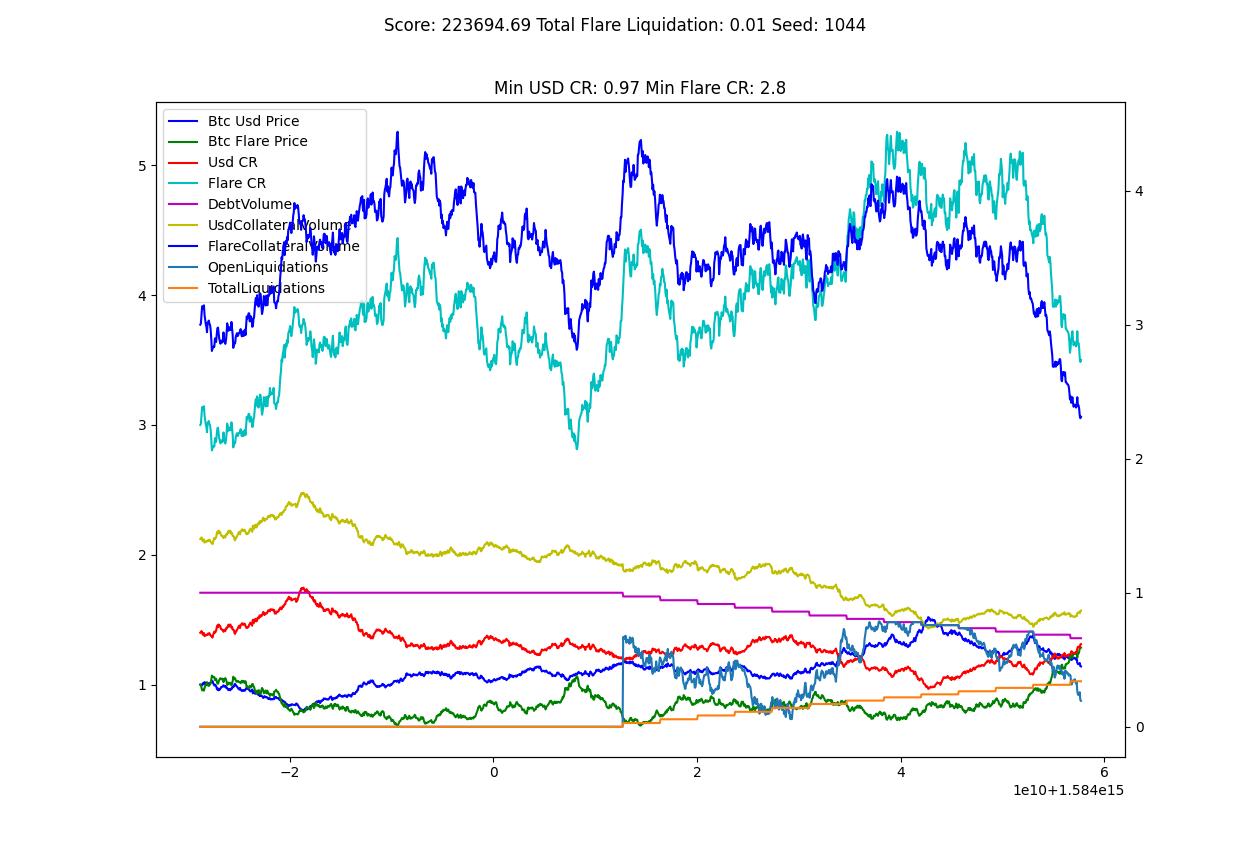 Score: 223694.69 Total Flare Liquidation: 0.01 Seed: 1044
Min USD CR: 0.97 Min Flare CR: 2.8
Btc Usd Price
Btc Flare Price
Usd CR
Flare CR
DebtVolume
UsdCollateralVolume
FlareCollateralVolume
OpenLiquidations
TotalLiquidations
5
4
3
2
1
4
3
2
1
0
−2
0
2
4
6
1e10+1.584e15